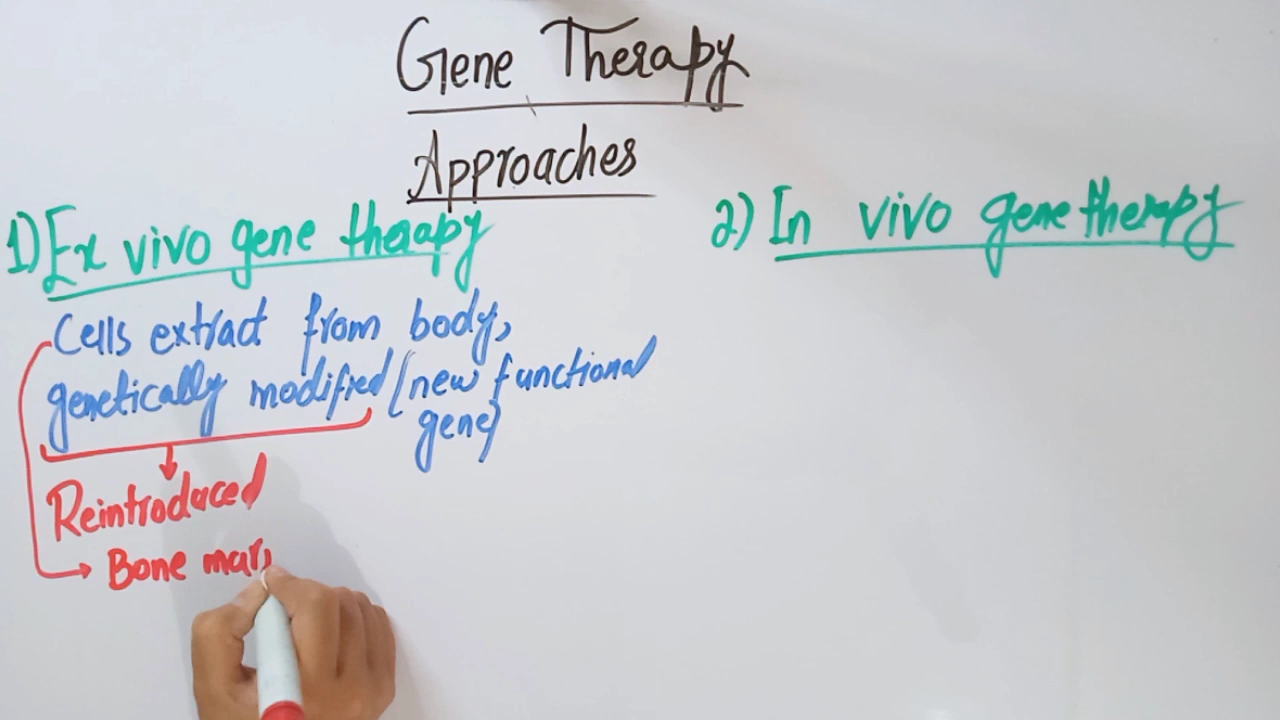 Gene Therapy
Approaches
1) Ex vivo gene therapy
2) In vivo gene therapy
Cells extract from body,
genetically modified (new functional
gene)
Reintroduced
Bone mar